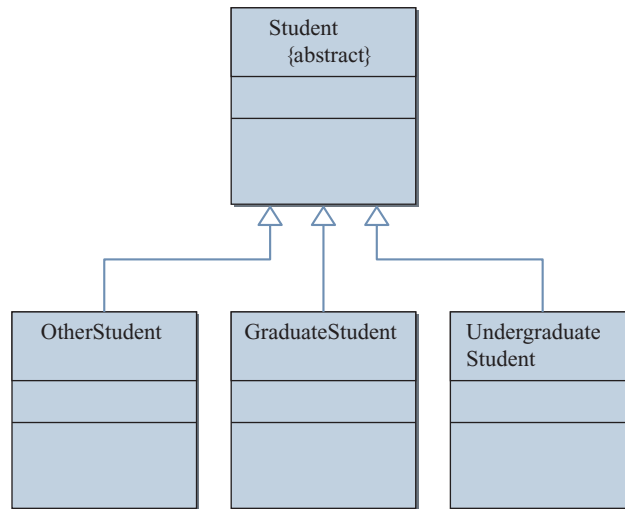 Student
{abstract}
OtherStudent
GraduateStudent
Undergraduate
Student